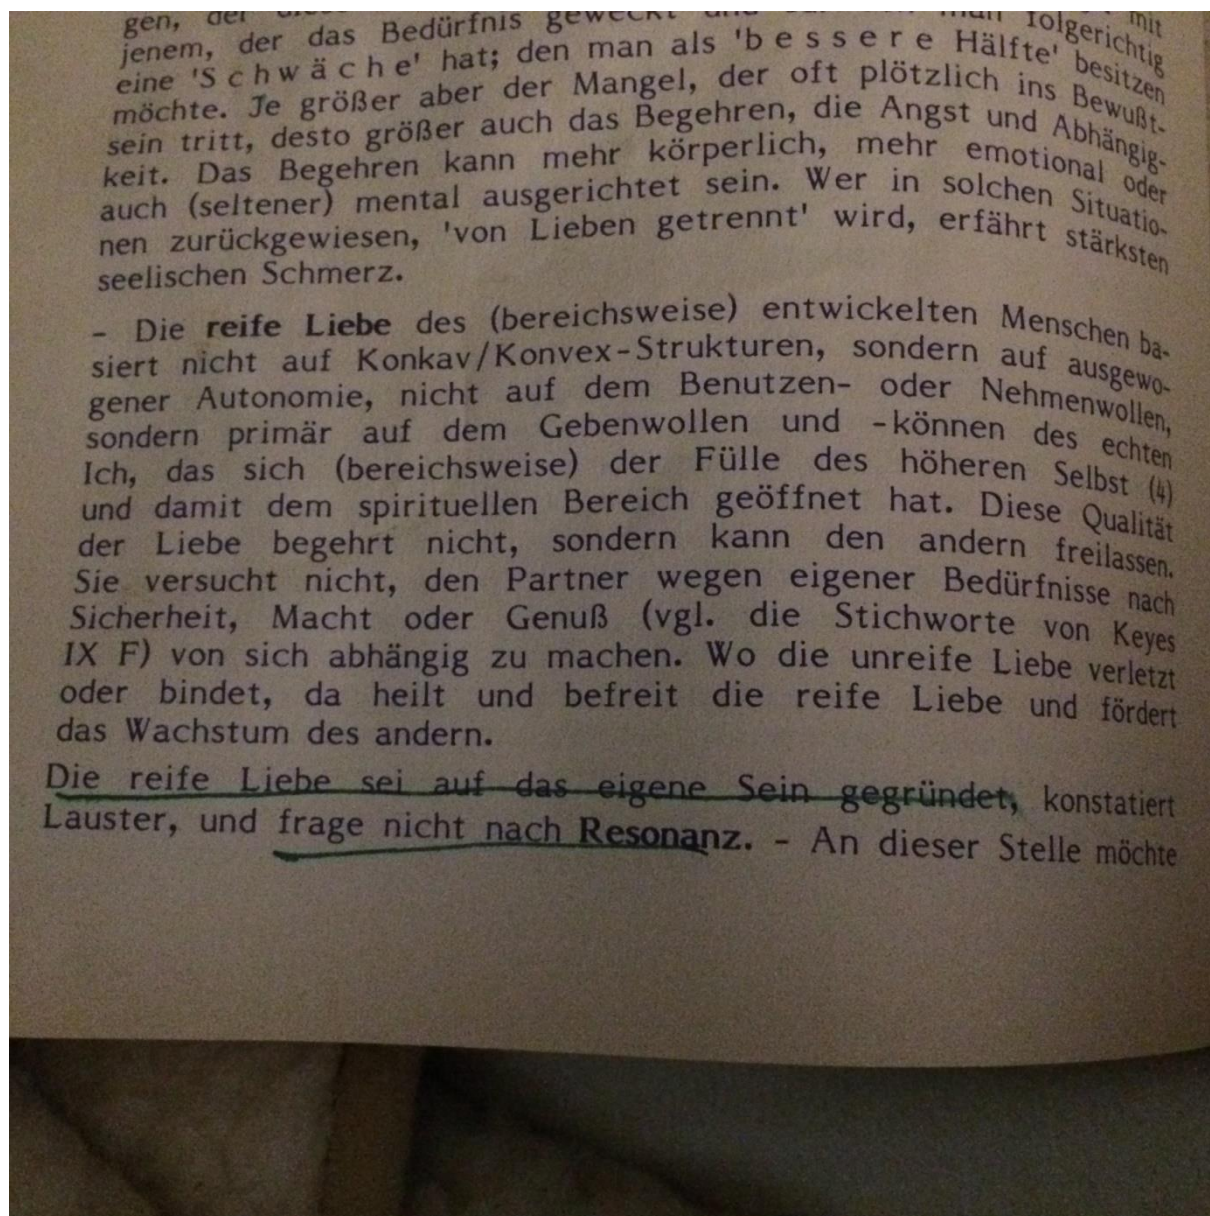 gen, der
jenem, der das Bedürfnis geweckt und folgerichtig
eine 'S c h w ä c h e' hat; den man als 'b e s s e r e Hälfte' besitzen
möchte. Je größer aber der Mangel, der oft plötzlich ins Bewußt-
sein tritt, desto größer auch das Begehren, die Angst und Abhängig-
keit. Das Begehren kann mehr körperlich, mehr emotional oder
auch (seltener) mental ausgerichtet sein. Wer in solchen Situatio-
nen zurückgewiesen, 'von Lieben getrennt' wird, erfährt stärksten
seelischen Schmerz.
- Die reife Liebe des (bereichsweise) entwickelten Menschen ba-
siert nicht auf Konkav/Konvex-Strukturen, sondern auf ausgewo-
gener Autonomie, nicht auf dem Benutzen- oder Nehmenwollen,
sondern primär auf dem Gebenwollen und -können des echten
Ich, das sich (bereichsweise) der Fülle des höheren Selbst (4)
und damit dem spirituellen Bereich geöffnet hat. Diese Qualität
der Liebe begehrt nicht, sondern kann den andern freilassen.
Sie versucht nicht, den Partner wegen eigener Bedürfnisse nach
Sicherheit, Macht oder Genuß (vgl. die Stichworte von Keyes
IX F) von sich abhängig zu machen. Wo die unreife Liebe verletzt
oder bindet, da heilt und befreit die reife Liebe und fördert
das Wachstum des andern.
Die reife Liebe sei auf das eigene Sein gegründet, konstatiert
Lauster, und frage nicht nach Resonanz. - An dieser Stelle möchte